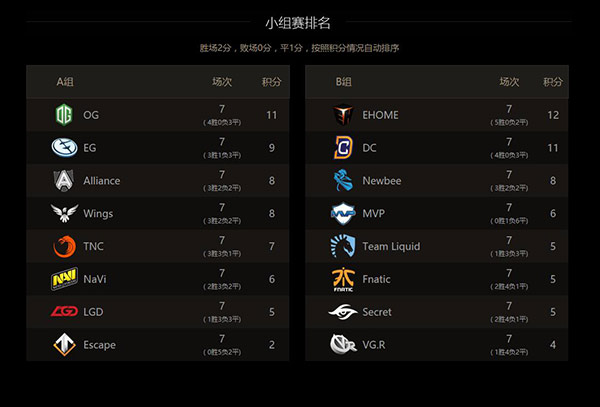 小组赛排名
胜场2分，败场0分，平1分，按照积分情况自动排序
A组 场次 积分
OG 7 11
( 4胜0负3平)
EG 7 9
( 3胜1负3平)
Alliance 7 8
( 3胜2负2平)
Wings 7 8
( 3胜2负2平)
TNC 7 7
( 3胜3负1平)
NAVI NaVi 7 6
( 2胜3负2平)
LGD LGD 7 5
( 1胜3负3平)
Escape 7 2
( 0胜5负2平)
B组 场次 积分
EHOME 7 12
( 5胜0负2平)
DC 7 11
( 4胜0负3平)
Newbee 7 8
( 3胜2负2平)
MVP MVP 7 6
( 0胜1负6平)
Team Liquid 7 5
( 1胜3负3平)
FNATIC Fnatic 7 5
( 2胜4负1平)
Secret 7 5
( 2胜4负1平)
VG.R 7 4
( 1胜4负2平)